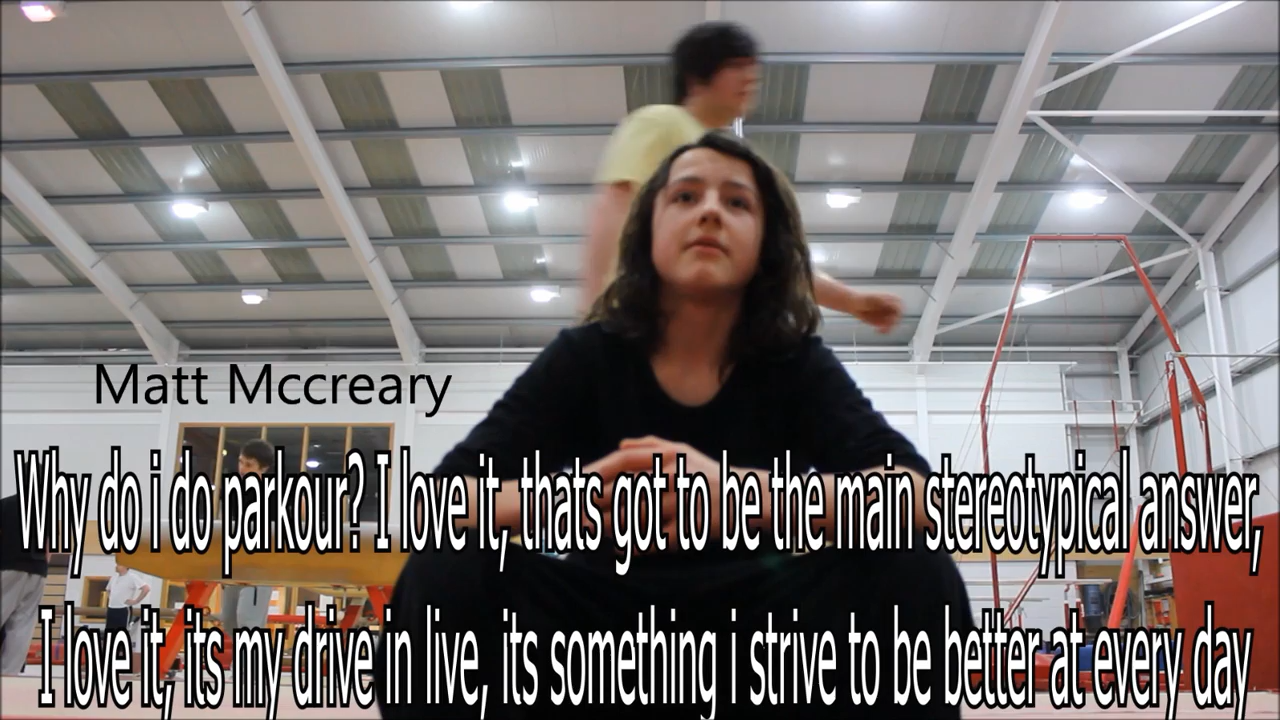 Matt Mccreary
Why do i do parkour? I love it, thats got to be the main stereotypical answer,
I love it, its my drive in live, its something i strive to be better at every day